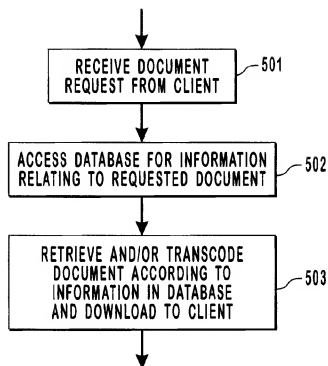 RECEIVE DOCUMENT
REQUEST FROM CLIENT
501
ACCESS DATABASE FOR INFORMATION
RELATING TO REQUESTED DOCUMENT
502
RETRIEVE AND/OR TRANSCODE
DOCUMENT ACCORDING TO
INFORMATION IN DATABASE
AND DOWNLOAD TO CLIENT
503